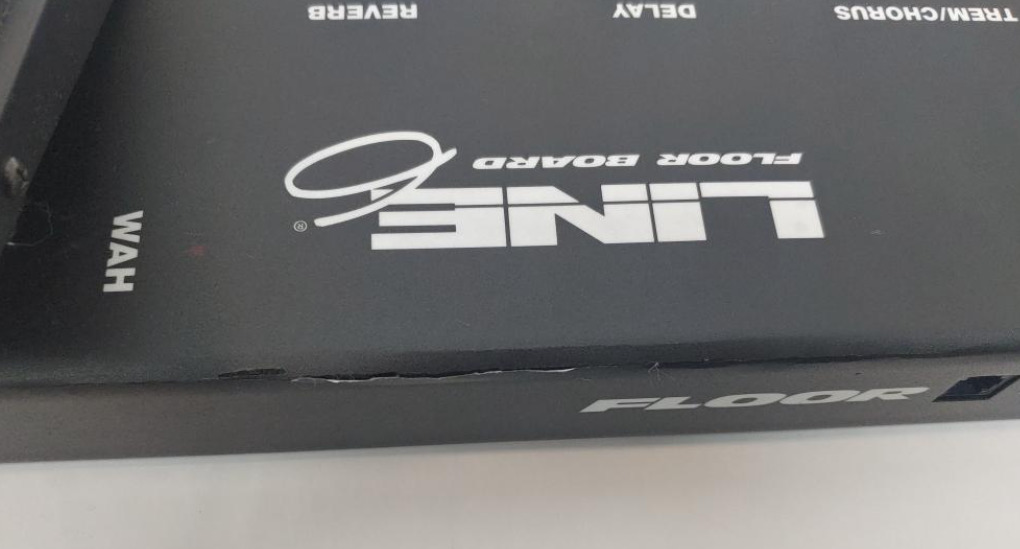 TREM/CHORUS DELAY REVERB
LINE 6 ®
FLOOR BOARD
WAH
FLOOR